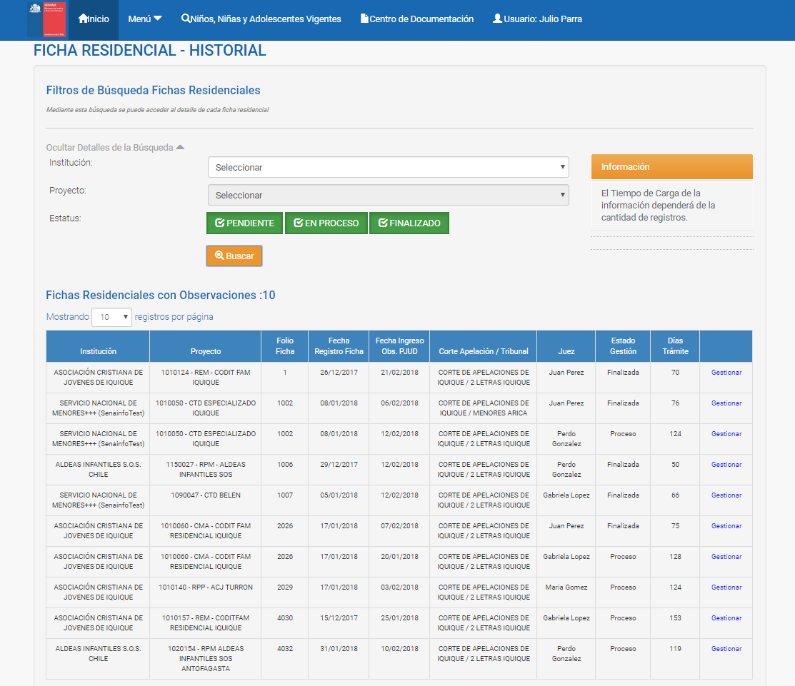 Inicio Menú Niños, Niñas y Adolescentes Vigentes Centro de Documentación Usuario: Julio Parra
FICHA RESIDENCIAL - HISTORIAL
Filtros de Búsqueda Fichas Residenciales
Mediante esta búsqueda se puede acceder al detalle de cada ficha residencial
Ocultar Detalles de la Búsqueda
Institución: Seleccionar
Proyecto: Seleccionar
Estatus: PENDIENTE EN PROCESO FINALIZADO
Buscar
Información
El Tiempo de Carga de la
información dependerá de la
cantidad de registros.
Fichas Residenciales con Observaciones :10
Mostrando 10 registros por página
Institución Proyecto Folio Ficha Fecha Registro Ficha Fecha Ingreso Obs. PJUD Corte Apelación / Tribunal Juez Estado Gestión Días Trámite
ASOCIACIÓN CRISTIANA DE JOVENES DE IQUIQUE 1010124 - REM - CODIT FAM IQUIQUE 1 26/12/2017 21/02/2018 CORTE DE APELACIONES DE IQUIQUE / 2 LETRAS IQUIQUE Juan Perez Finalizada 70 Gestionar
SERVICIO NACIONAL DE MENORES+++ (SenainfoTest) 1010050 - CTD ESPECIALIZADO IQUIQUE 1002 08/01/2018 06/02/2018 CORTE DE APELACIONES DE IQUIQUE / MENORES ARICA Juan Perez Finalizada 76 Gestionar
SERVICIO NACIONAL DE MENORES+++ (SenainfoTest) 1010050 - CTD ESPECIALIZADO IQUIQUE 1002 08/01/2018 12/02/2018 CORTE DE APELACIONES DE IQUIQUE / 2 LETRAS IQUIQUE Perdo Gonzalez Proceso 124 Gestionar
ALDEAS INFANTILES S.O.S. CHILE 1150027 - RPM - ALDEAS INFANTILES SOS 1006 29/12/2017 12/02/2018 CORTE DE APELACIONES DE IQUIQUE / 2 LETRAS IQUIQUE Perdo Gonzalez Finalizada 50 Gestionar
SERVICIO NACIONAL DE MENORES+++ (SenainfoTest) 1090047 - CTD BELEN 1007 05/01/2018 12/02/2018 CORTE DE APELACIONES DE IQUIQUE / 2 LETRAS IQUIQUE Gabriela Lopez Finalizada 66 Gestionar
ASOCIACIÓN CRISTIANA DE JOVENES DE IQUIQUE 1010060 - CMA - CODIT FAM RESIDENCIAL IQUIQUE 2026 17/01/2018 07/02/2018 CORTE DE APELACIONES DE IQUIQUE / 2 LETRAS IQUIQUE Juan Perez Finalizada 75 Gestionar
ASOCIACIÓN CRISTIANA DE JOVENES DE IQUIQUE 1010060 - CMA - CODIT FAM RESIDENCIAL IQUIQUE 2026 17/01/2018 20/01/2018 CORTE DE APELACIONES DE IQUIQUE / 2 LETRAS IQUIQUE Gabriela Lopez Proceso 128 Gestionar
ASOCIACIÓN CRISTIANA DE JOVENES DE IQUIQUE 1010140 - RPP - ACJ TURRON 2029 17/01/2018 03/02/2018 CORTE DE APELACIONES DE IQUIQUE / 2 LETRAS IQUIQUE Maria Gomez Proceso 124 Gestionar
ASOCIACIÓN CRISTIANA DE JOVENES DE IQUIQUE 1010157 - REM - CODITFAM RESIDENCIAL IQUIQUE 4030 15/12/2017 25/01/2018 CORTE DE APELACIONES DE IQUIQUE / 2 LETRAS IQUIQUE Gabriela Lopez Proceso 153 Gestionar
ALDEAS INFANTILES S.O.S. CHILE 1020154 - RPM ALDEAS INFANTILES SOS ANTOFAGASTA 4032 31/01/2018 10/02/2018 CORTE DE APELACIONES DE IQUIQUE / 2 LETRAS IQUIQUE Perdo Gonzalez Proceso 119 Gestionar